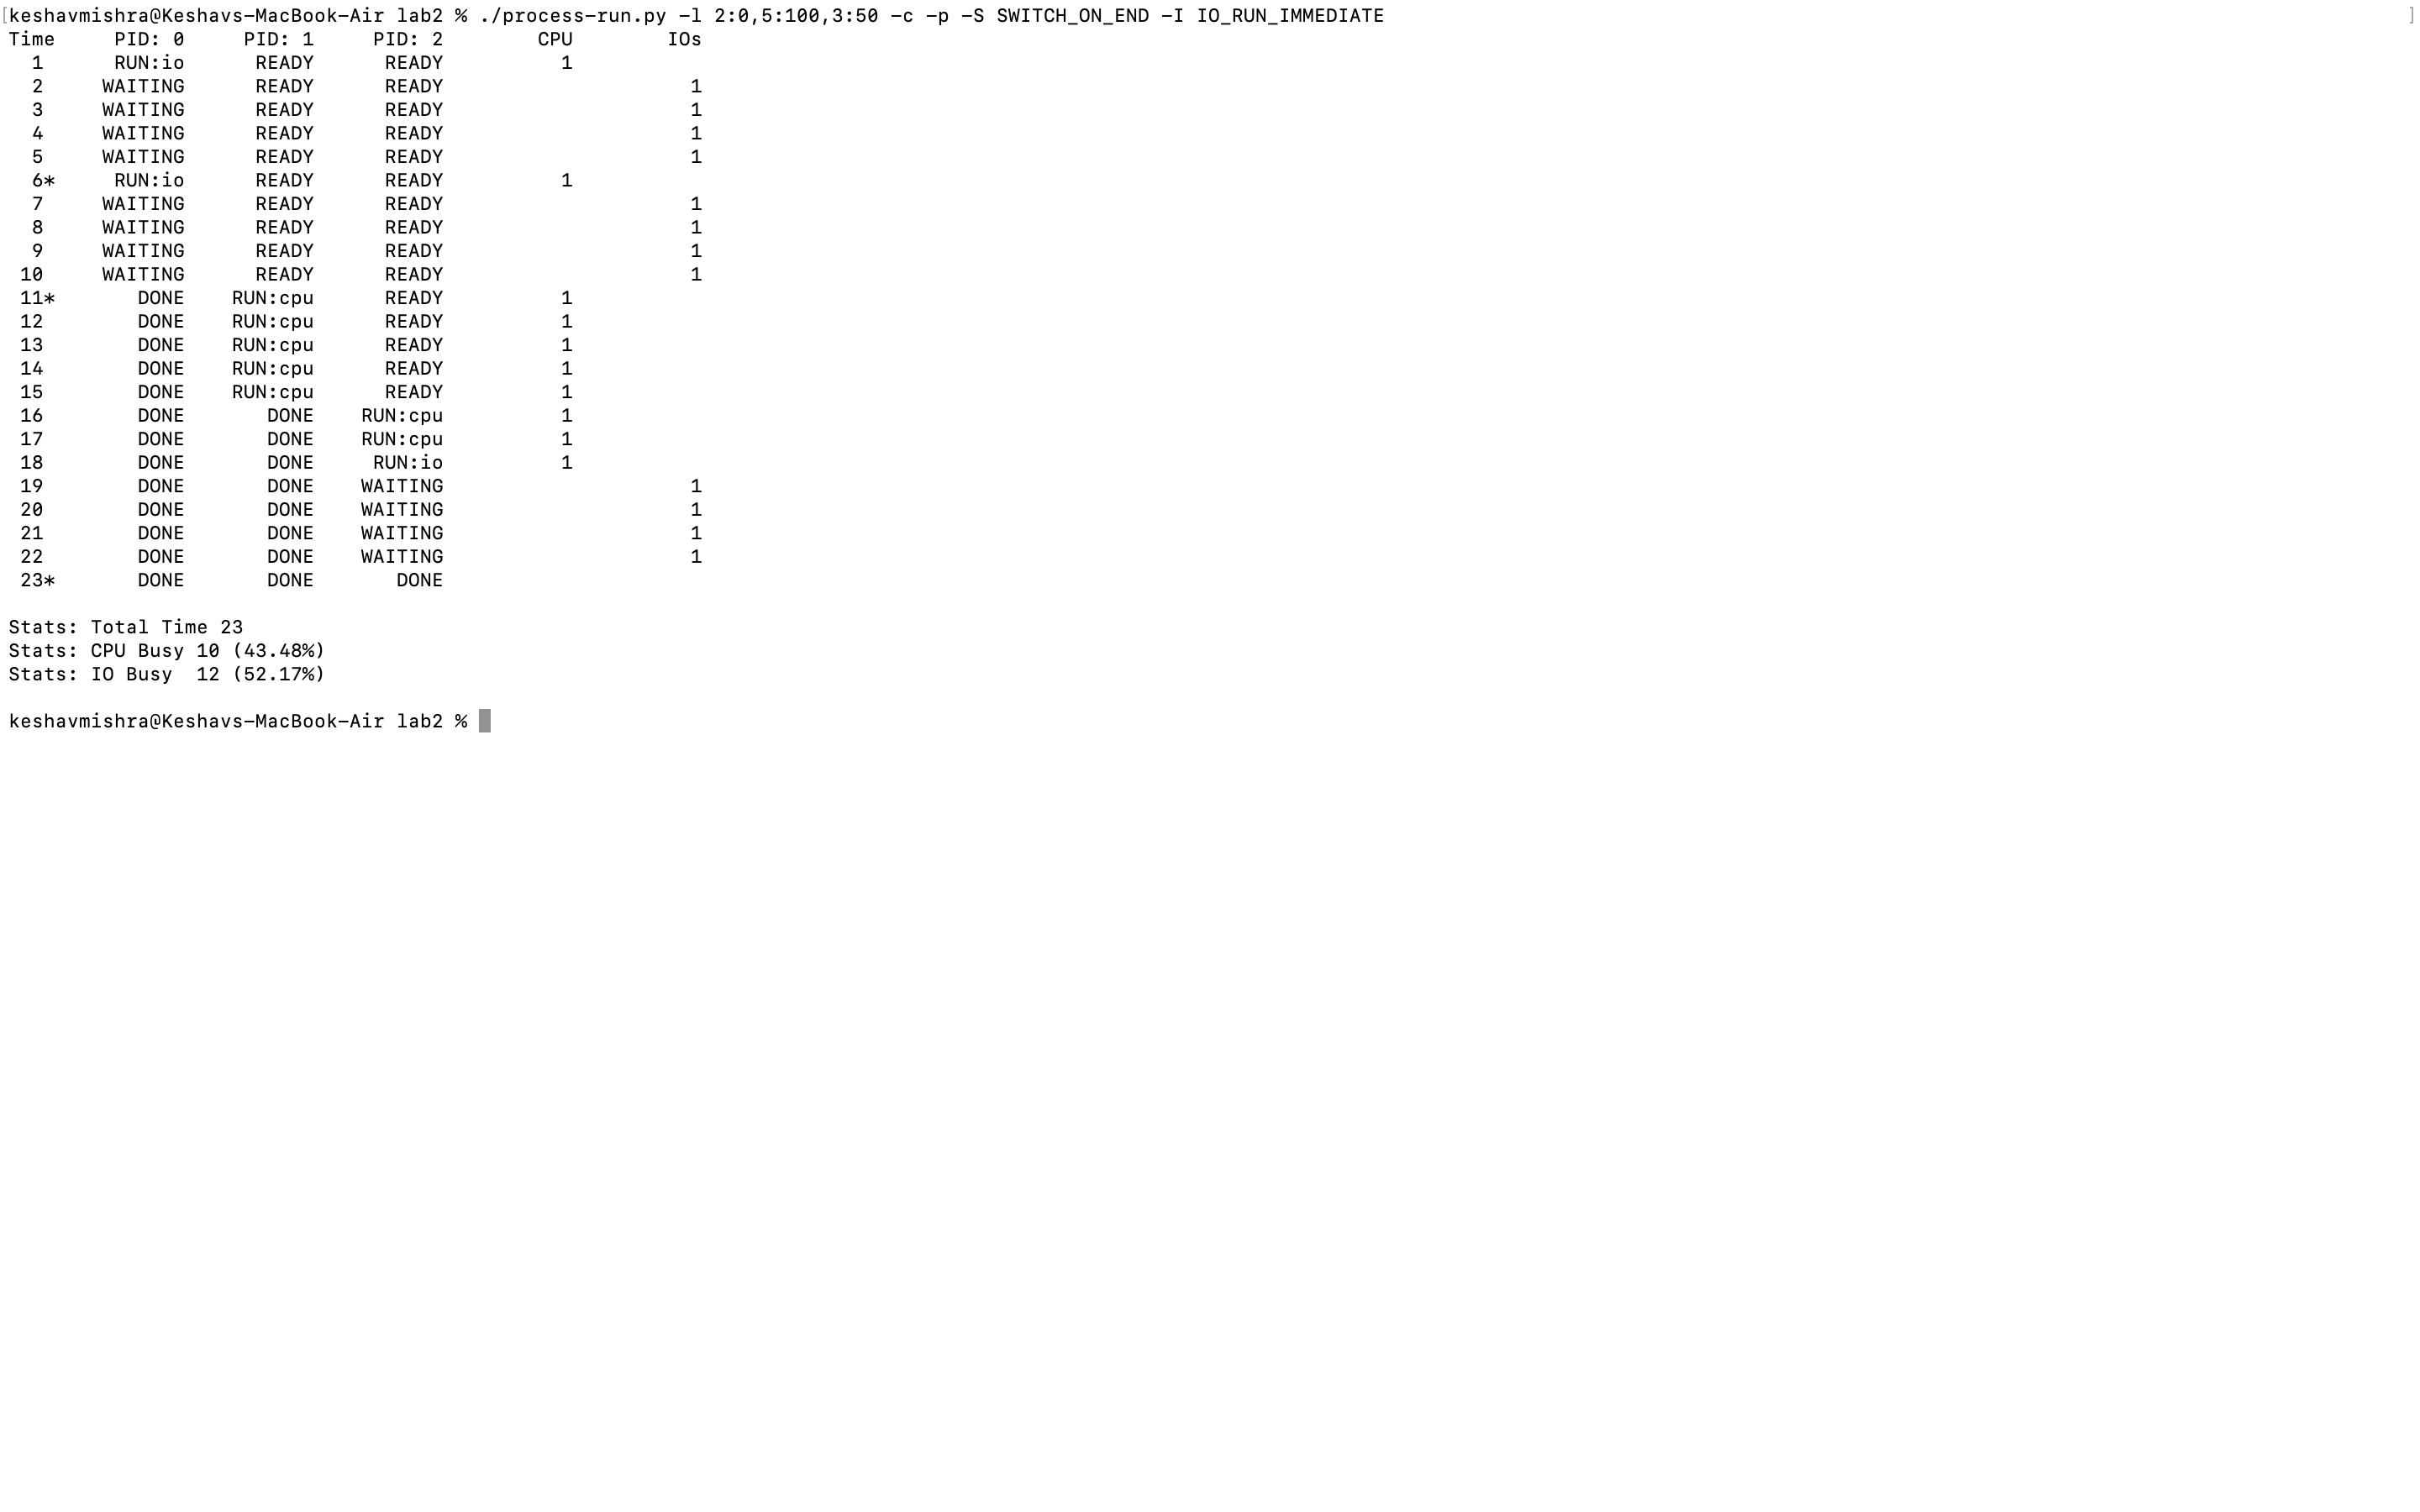 [keshavmishra@Keshavs-MacBook-Air lab2 % ./process-run.py -l 2:0,5:100,3:50 -c -p -S SWITCH_ON_END -I IO_RUN_IMMEDIATE ]
Time     PID: 0     PID: 1     PID: 2        CPU        IOs
  1      RUN:io      READY      READY          1
  2     WAITING      READY      READY                     1
  3     WAITING      READY      READY                     1
  4     WAITING      READY      READY                     1
  5     WAITING      READY      READY                     1
  6*     RUN:io      READY      READY          1
  7     WAITING      READY      READY                     1
  8     WAITING      READY      READY                     1
  9     WAITING      READY      READY                     1
 10     WAITING      READY      READY                     1
 11*       DONE    RUN:cpu      READY          1
 12        DONE    RUN:cpu      READY          1
 13        DONE    RUN:cpu      READY          1
 14        DONE    RUN:cpu      READY          1
 15        DONE    RUN:cpu      READY          1
 16        DONE       DONE    RUN:cpu          1
 17        DONE       DONE    RUN:cpu          1
 18        DONE       DONE     RUN:io          1
 19        DONE       DONE    WAITING                     1
 20        DONE       DONE    WAITING                     1
 21        DONE       DONE    WAITING                     1
 22        DONE       DONE    WAITING                     1
 23*       DONE       DONE       DONE
Stats: Total Time 23
Stats: CPU Busy 10 (43.48%)
Stats: IO Busy  12 (52.17%)
keshavmishra@Keshavs-MacBook-Air lab2 %